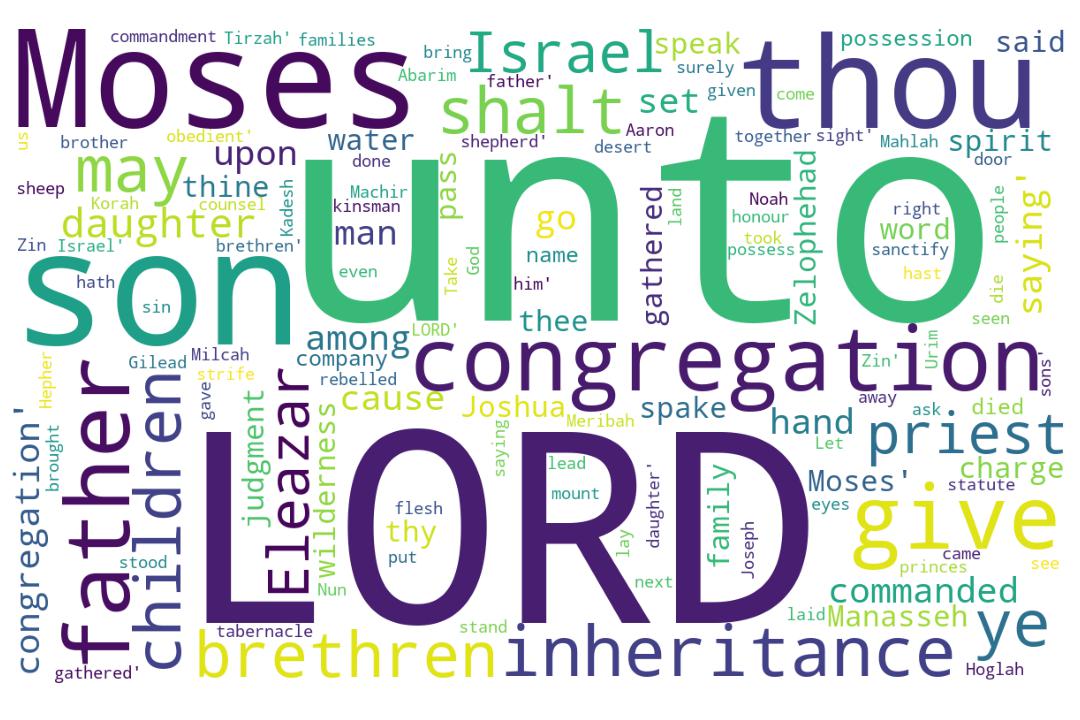 Moses
commandment
Tirzah'
families
bring
Israel
speak
possession
said
Abarim
father'
surely
given
come
thou
shalt
set
us
brother
obedient'
water
shepherd'
Aaron
desert
together
sight'
Mahlah
spirit
may
upon
done
pass
unto
door
sheep
thine
Korah
counsel
Kadesh
Machir
kinsman
daughter
man
go
gathered
land
Noah
honour
took
possess
Zelophehad
right
word
sanctify
hast
people
saying'
Zin
Israel'
brethren'
even
Take
God
name
him'
son
hath
sin
die
seen
among
LORD'
thee
congregation
Zin'
Urim
sons'
Hepher
Gilead
Milcah
strife
company
rebelled
gave
cause
Joshua
Meribah
spake
away
ask
died
hand
Let
priest
father
children
judgment
Eleazar
wilderness
congregation'
brought
LORD
saying
lead
mount
lay
daughter'
family
Joseph
Moses'
charge
statute
eyes
give
flesh
thy
put
stood
Nun
next
came
princes
see
commanded
tabernacle
stand
laid
Manasseh
ye
brethren
inheritance
gathered'
Hoglah